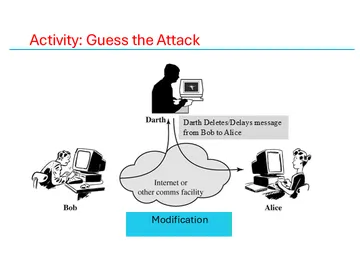 Activity: Guess the Attack
Darth
Darth Deletes/Delays message
from Bob to Alice
Internet or
other comms facility
Bob
Alice
Modification